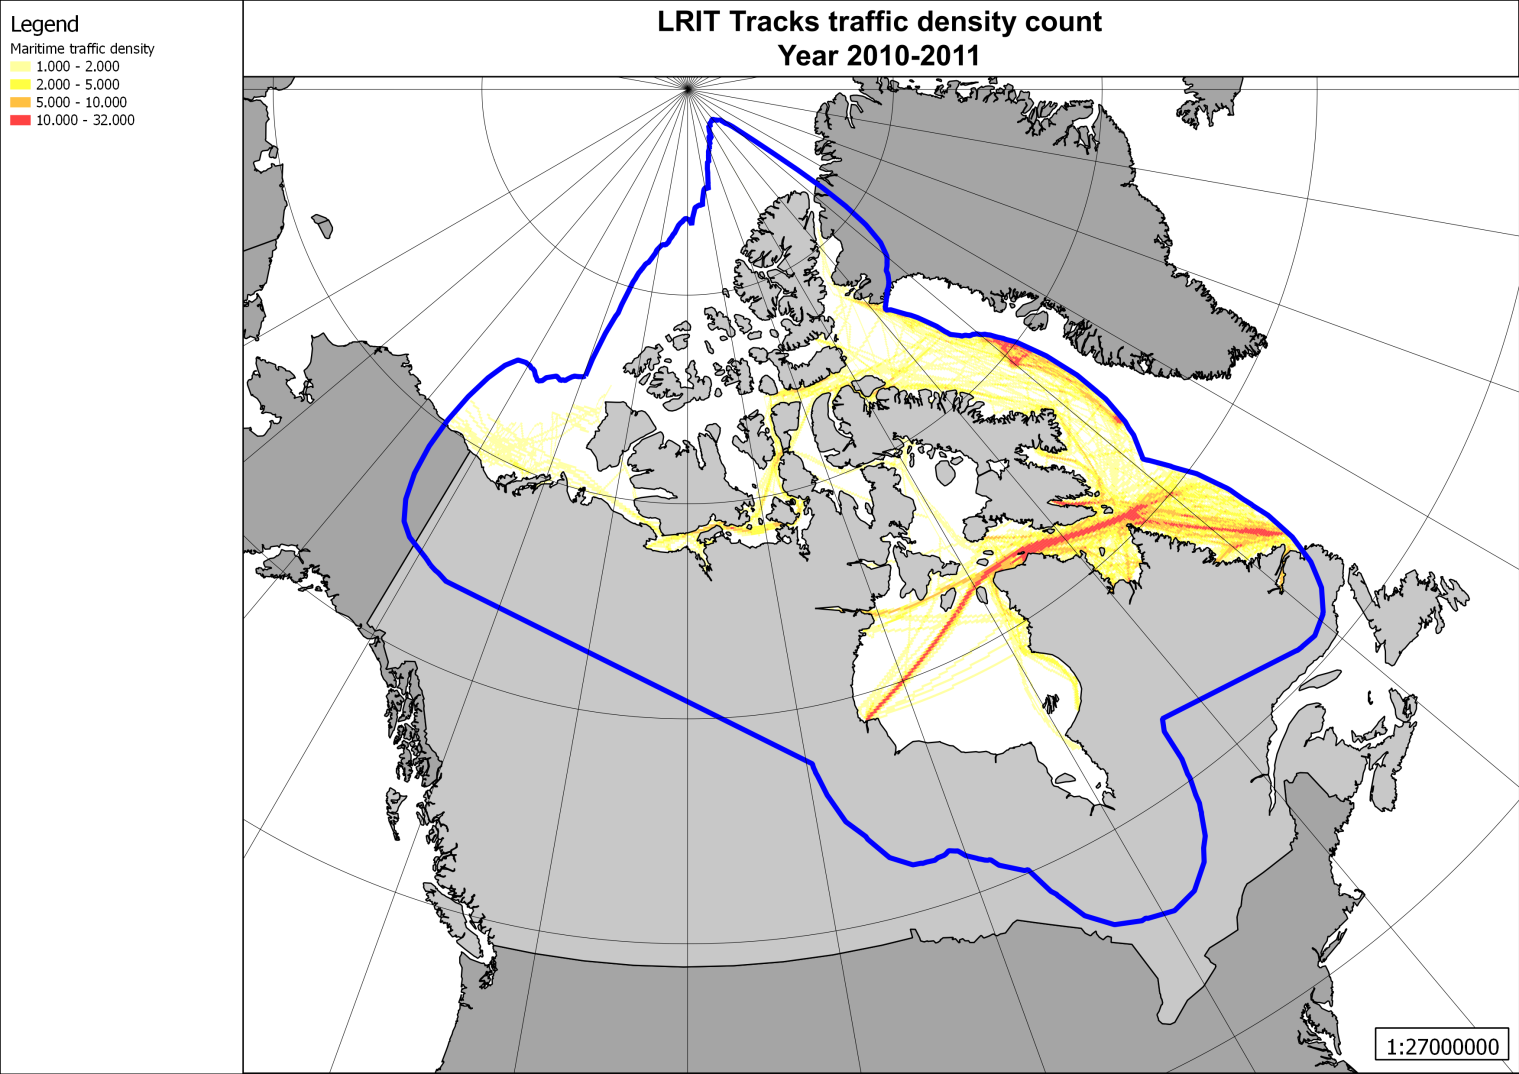 LRIT Tracks traffic density count
Year 2010-2011
Legend
Maritime traffic density
1.000 - 2.000
2.000 - 5.000
5.000 - 10.000
10.000 - 32.000
1:27000000